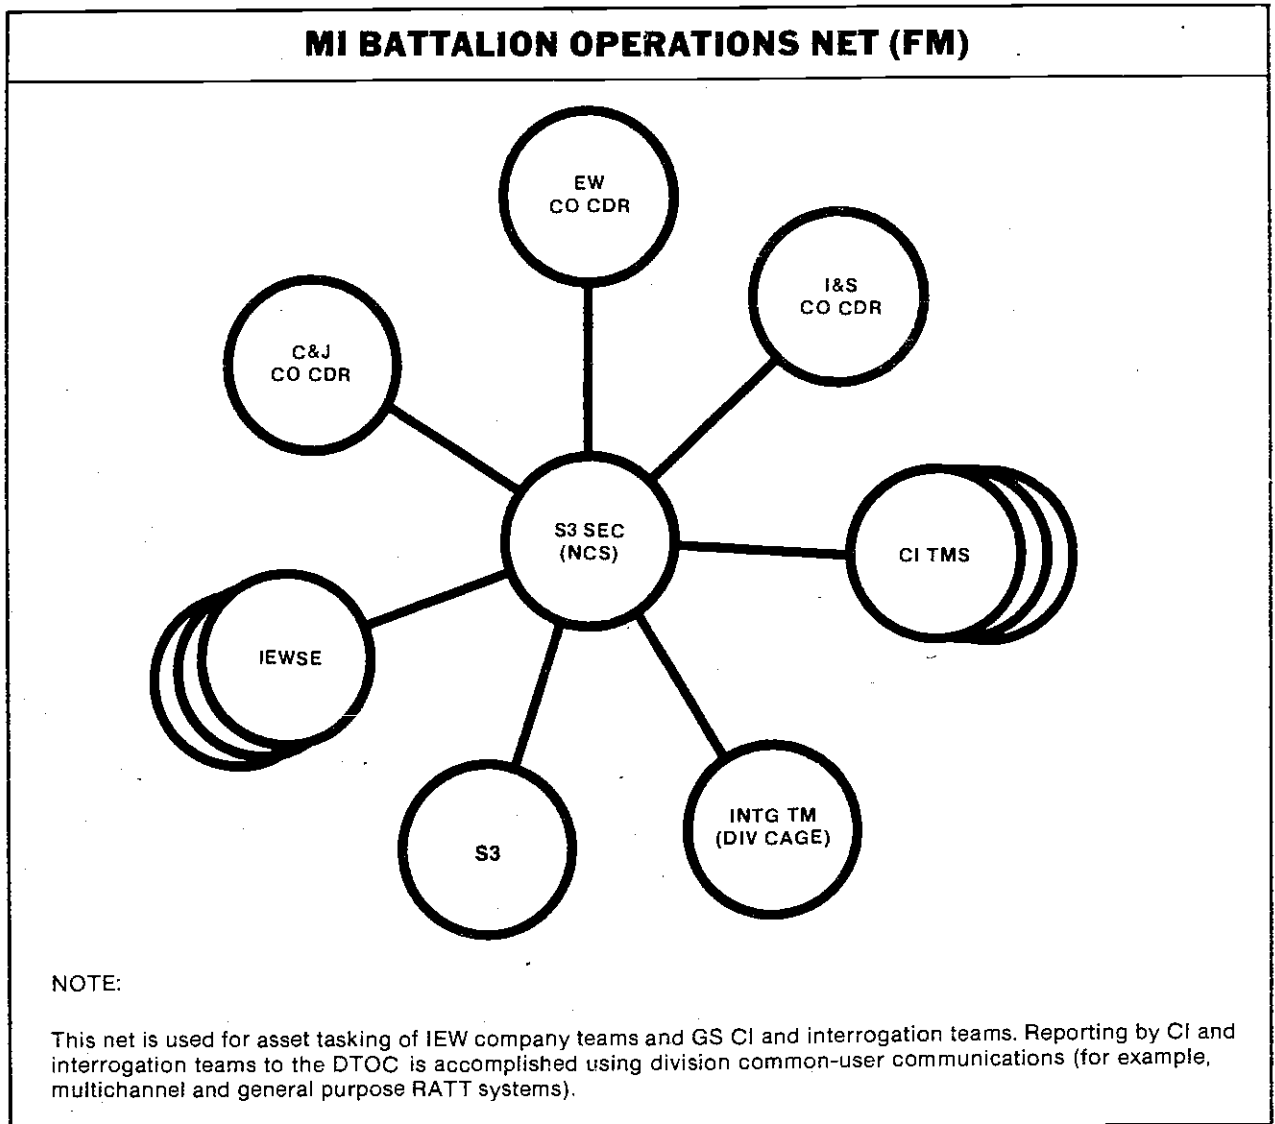 MI BATTALION OPERATIONS NET (FM)
EW
CO CDR
I&S
CO CDR
C&J
CO CDR
S3 SEC
(NCS)
CI TMS
IEWSE
S3
INTG TM
(DIV CAGE)
NOTE:
This net is used for asset tasking of IEW company teams and GS CI and interrogation teams. Reporting by CI and
interrogation teams to the DTOC is accomplished using division common-user communications (for example,
multichannel and general purpose RATT systems).